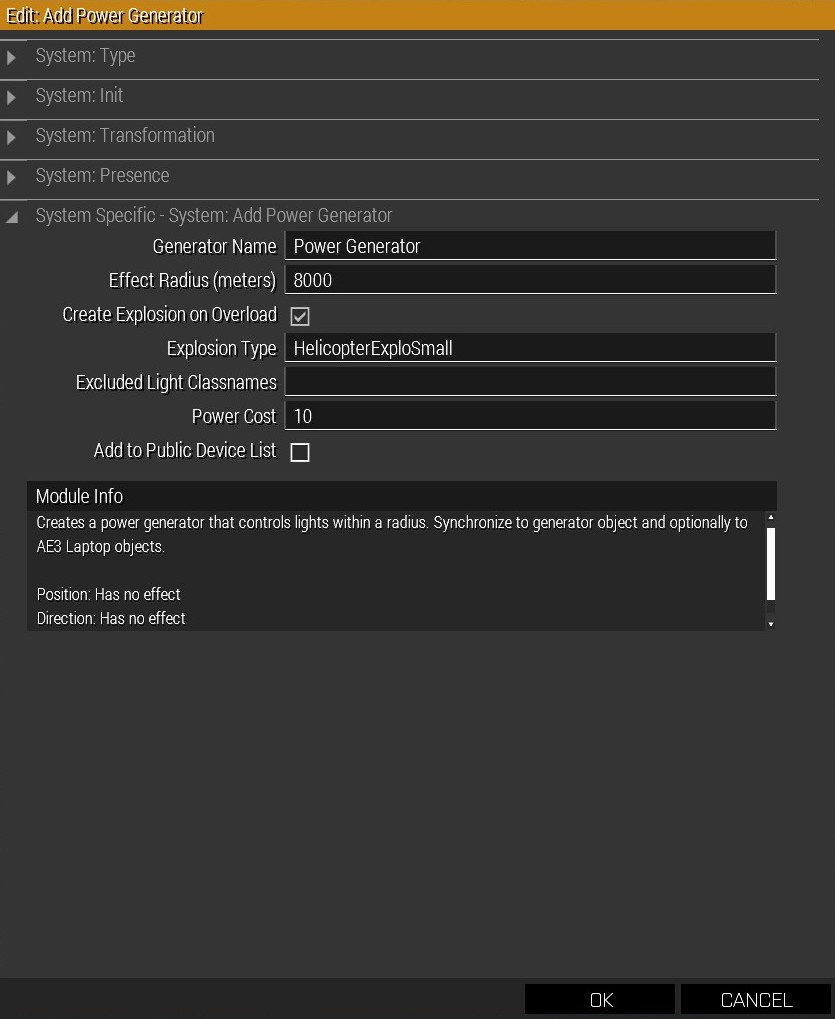 Edit: Add Power Generator
System: Type
System: Init
System: Transformation
System: Presence
System Specific - System: Add Power Generator
Generator Name Power Generator
Effect Radius (meters) 8000
Create Explosion on Overload
Explosion Type HelicopterExploSmall
Excluded Light Classnames
Power Cost 10
Add to Public Device List
Module Info
Creates a power generator that controls lights within a radius. Synchronize to generator object and optionally to
AE3 Laptop objects.
Position: Has no effect
Direction: Has no effect
OK CANCEL